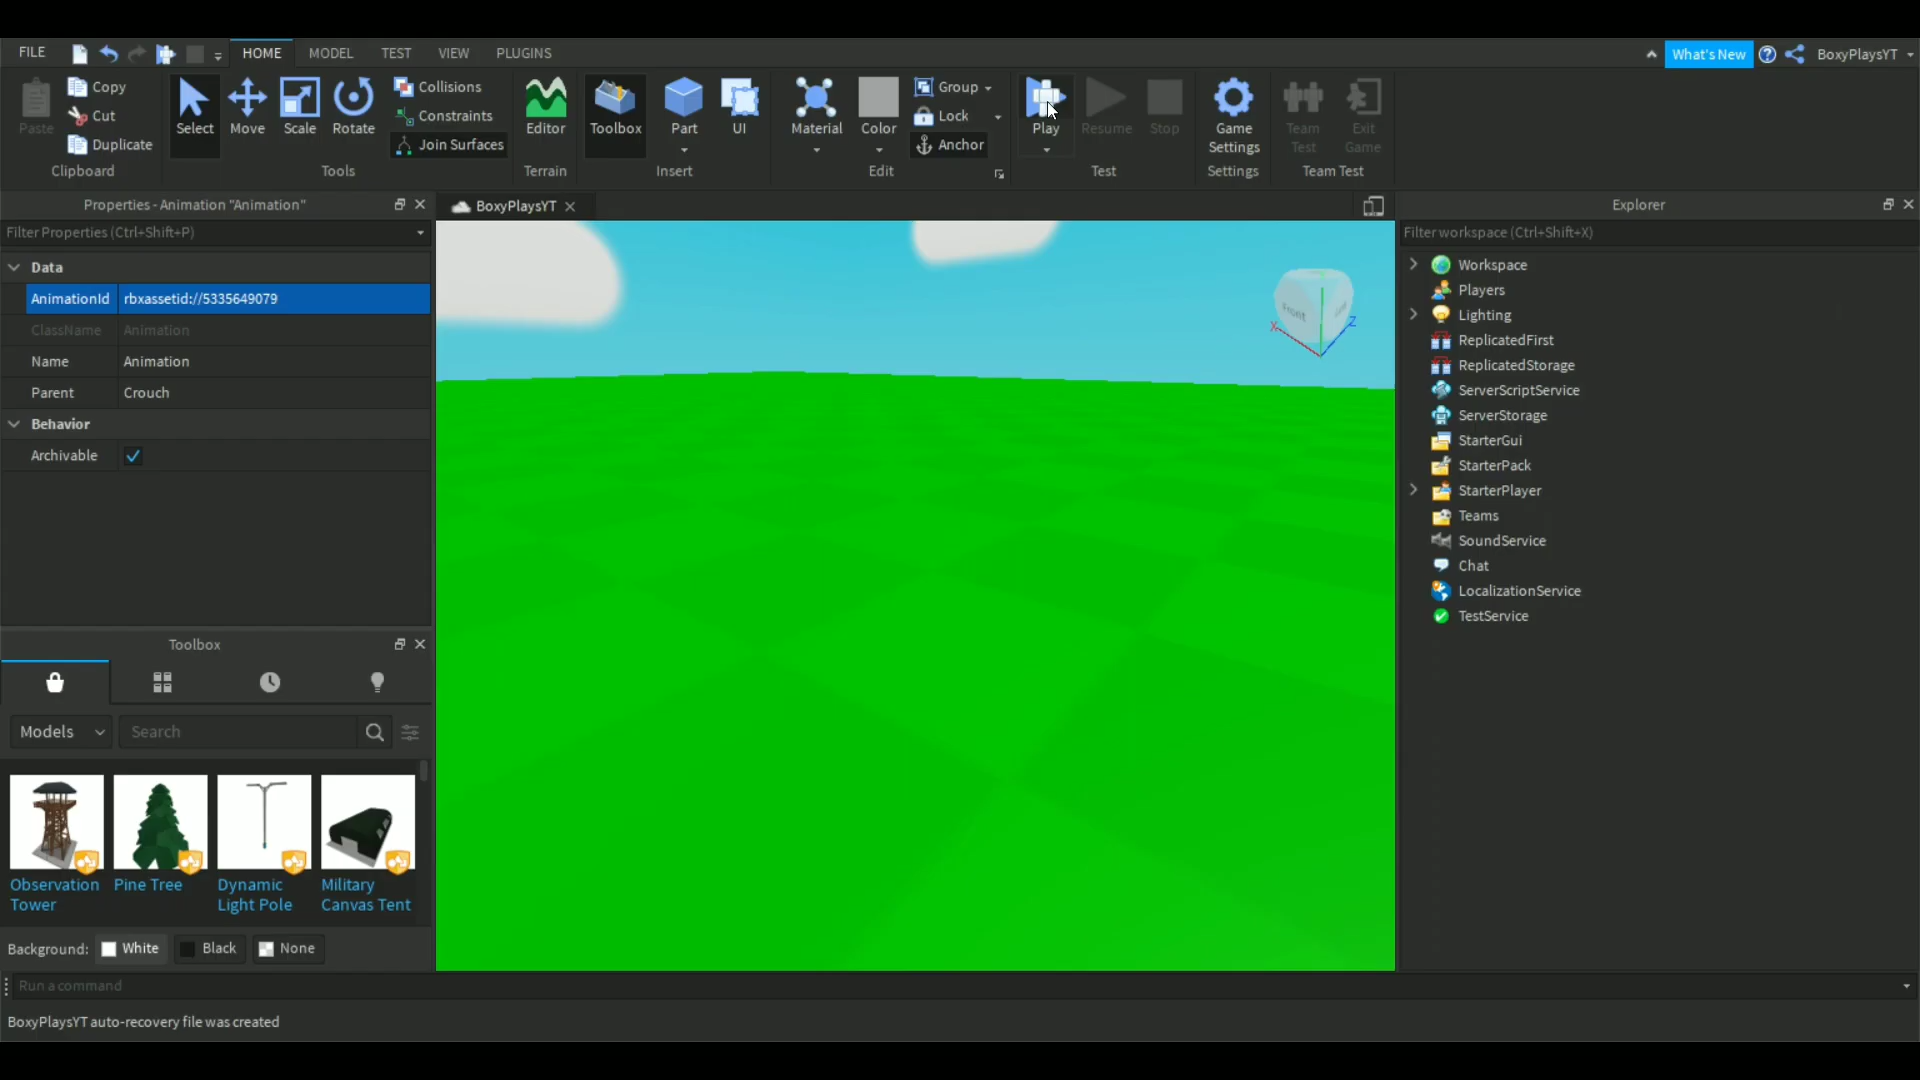 FILE
HOME
MODEL
TEST
VIEW
PLUGINS
What's New
BoxyPlaysYT
Paste
Copy
Cut
Duplicate
Clipboard
Select
Move
Scale
Rotate
Collisions
Constraints
Join Surfaces
Tools
Editor
Terrain
Toolbox
Part
UI
Insert
Material
Color
Group
Lock
Anchor
Edit
Play
Resume
Stop
Test
Game
Settings
Settings
Team
Test
Exit
Game
Team Test
Properties - Animation "Animation"
Filter Properties (Ctrl+Shift+P)
Data
AnimationId rbxassetid://5335649079
ClassName Animation
Name Animation
Parent Crouch
Behavior
Archivable
Toolbox
Models
Search
Observation
Tower
Pine Tree
Dynamic
Light Pole
Military
Canvas Tent
Background: White Black None
BoxyPlaysYT
Front
X
Z
Explorer
Filter workspace (Ctrl+Shift+X)
Workspace
Players
Lighting
ReplicatedFirst
ReplicatedStorage
ServerScriptService
ServerStorage
StarterGui
StarterPack
StarterPlayer
Teams
SoundService
Chat
LocalizationService
TestService
Run a command
BoxyPlaysYT auto-recovery file was created